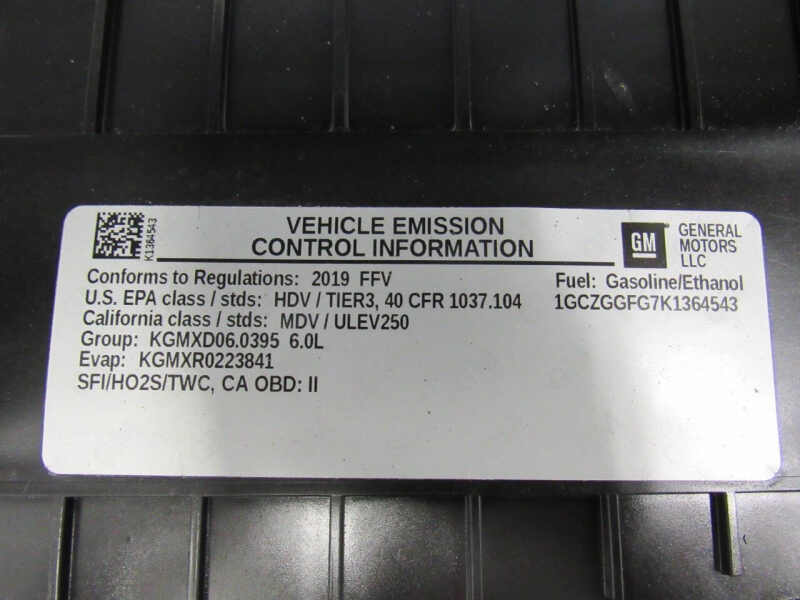 K1364543
VEHICLE EMISSION
CONTROL INFORMATION
GM
GENERAL
MOTORS
LLC
Conforms to Regulations: 2019 FFV
Fuel: Gasoline/Ethanol
U.S. EPA class / stds: HDV / TIER3, 40 CFR 1037.104
1GCZGGFG7K1364543
California class / stds: MDV / ULEV250
Group: KGMXD06.0395 6.0L
Evap: KGMXR0223841
SFI/HO2S/TWC, CA OBD: II